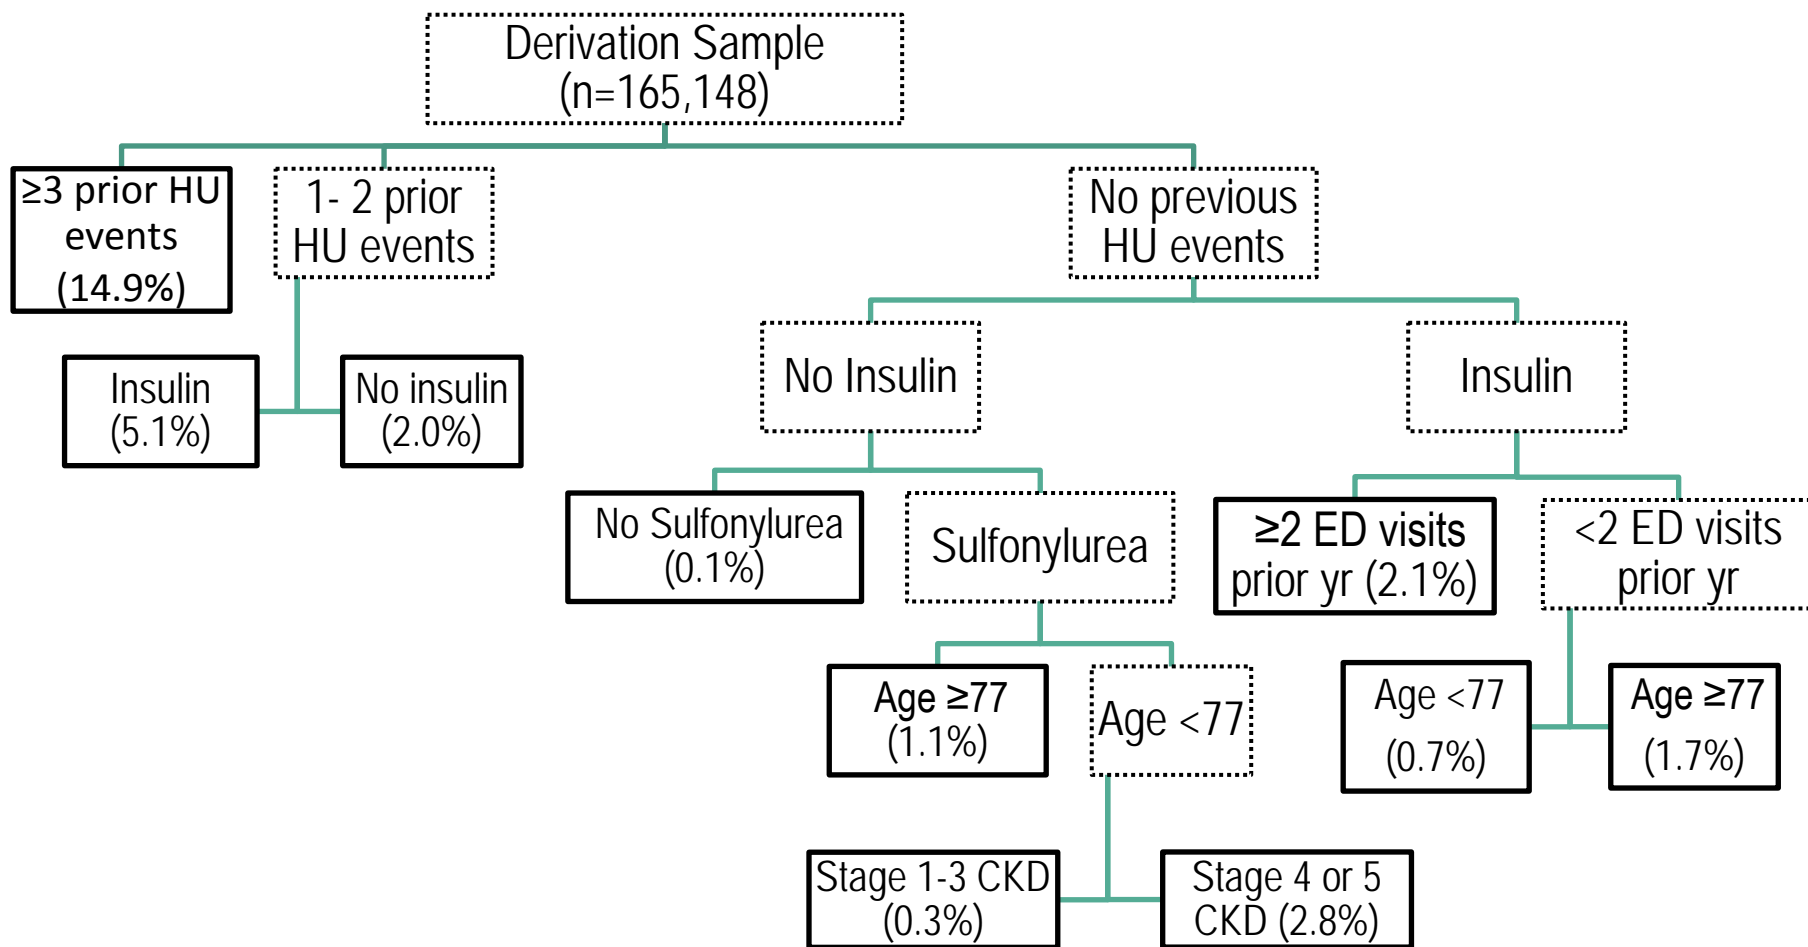 Derivation Sample
(n=165,148)
≥3 prior HU
events
(14.9%)
1- 2 prior
HU events
No previous
HU events
Insulin
(5.1%)
No insulin
(2.0%)
No Insulin
Insulin
No Sulfonylurea
(0.1%)
Sulfonylurea
≥2 ED visits
prior yr (2.1%)
<2 ED visits
prior yr
Age ≥77
(1.1%)
Age <77
Age <77
(0.7%)
Age ≥77
(1.7%)
Stage 1-3 CKD
(0.3%)
Stage 4 or 5
CKD (2.8%)